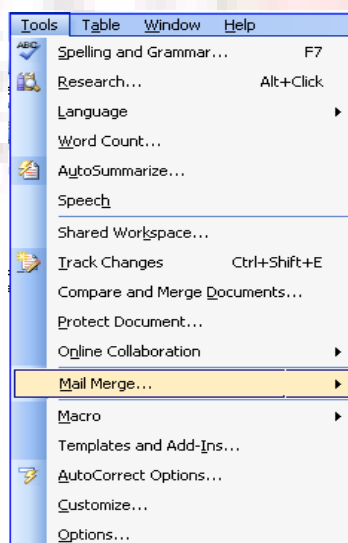 Tools Table Window Help
ABC Spelling and Grammar... F7
Research... Alt+Click
Language
Word Count...
AutoSummarize...
Speech
Shared Workspace...
Track Changes Ctrl+Shift+E
Compare and Merge Documents...
Protect Document...
Online Collaboration
Mail Merge...
Macro
Templates and Add-Ins...
AutoCorrect Options...
Customize...
Options...